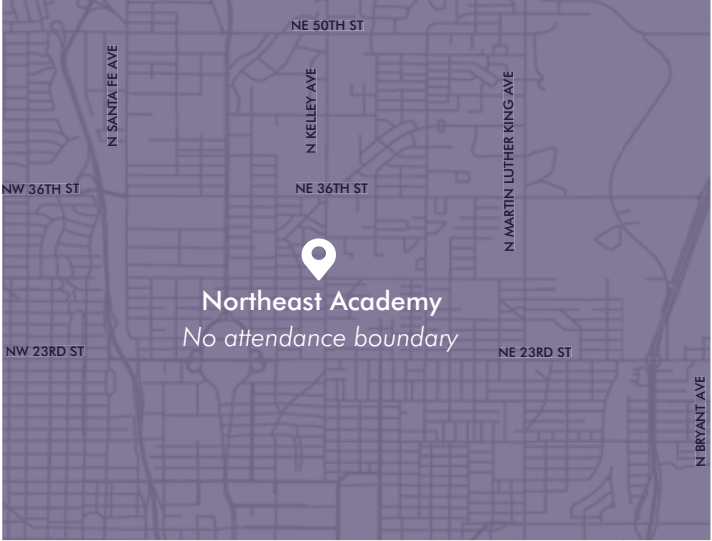 NE 50TH ST
N SANTA FE AVE
N KELLEY AVE
N MARTIN LUTHER KING AVE
NW 36TH ST
NE 36TH ST
Northeast Academy
No attendance boundary
NW 23RD ST
NE 23RD ST
N BRYANT AVE